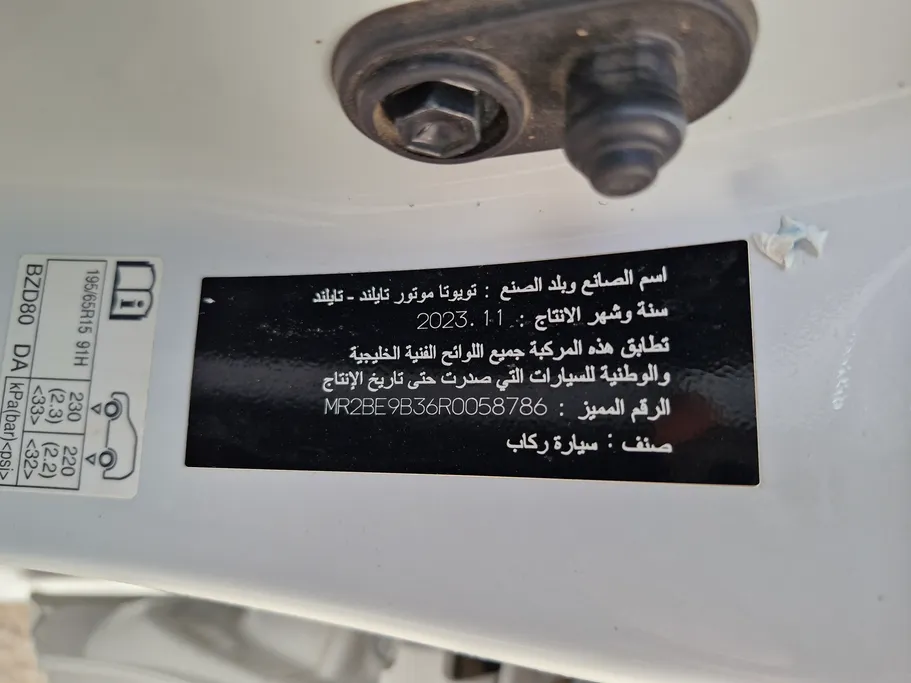 اسم الصانع وبلد الصنع : تويوتا موتور تايلند - تايلند
سنة وشهر الانتاج : 2023.11
تطابق هذه المركبة جميع اللوائح الفنية الخليجية
والوطنية للسيارات التي صدرت حتى تاريخ الإنتاج
الرقم المميز : MR2BE9B36R0058786
صنف : سيارة ركاب
195/65R15 91H
230
(2.3)
<33>
220
(2.2)
<32>
BZD80 DA
kPa(bar)<psi>